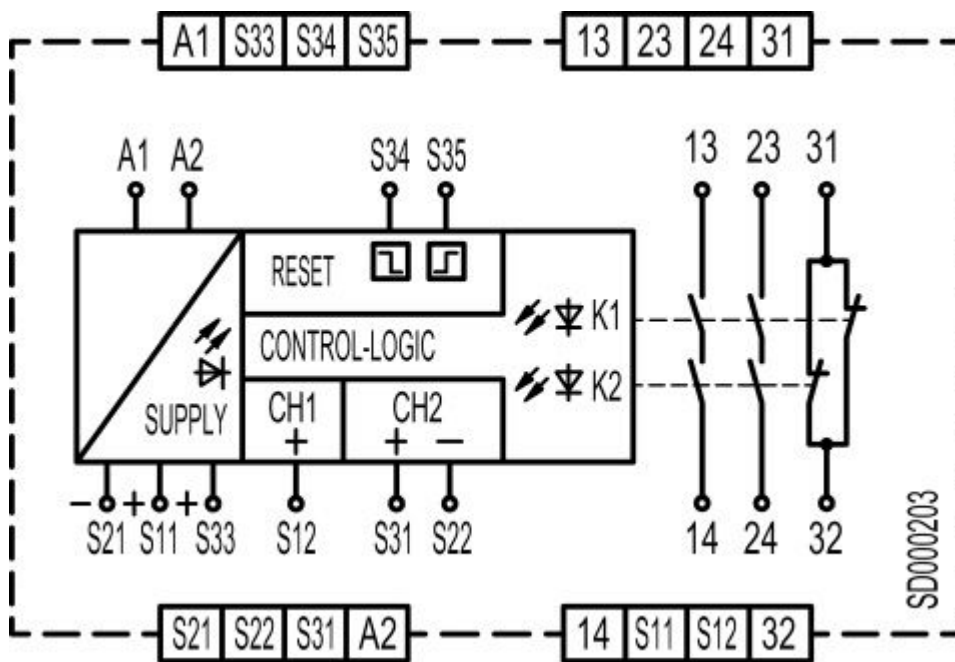 A1 S33 S34 S35 13 23 24 31
A1 A2 S34 S35 13 23 31
RESET
K1
CONTROL-LOGIC
K2
SUPPLY CH1 CH2
+ + −
− + +
S21 S11 S33 S12 S31 S22 14 24 32
SD000203
S21 S22 S31 A2 14 S11 S12 32